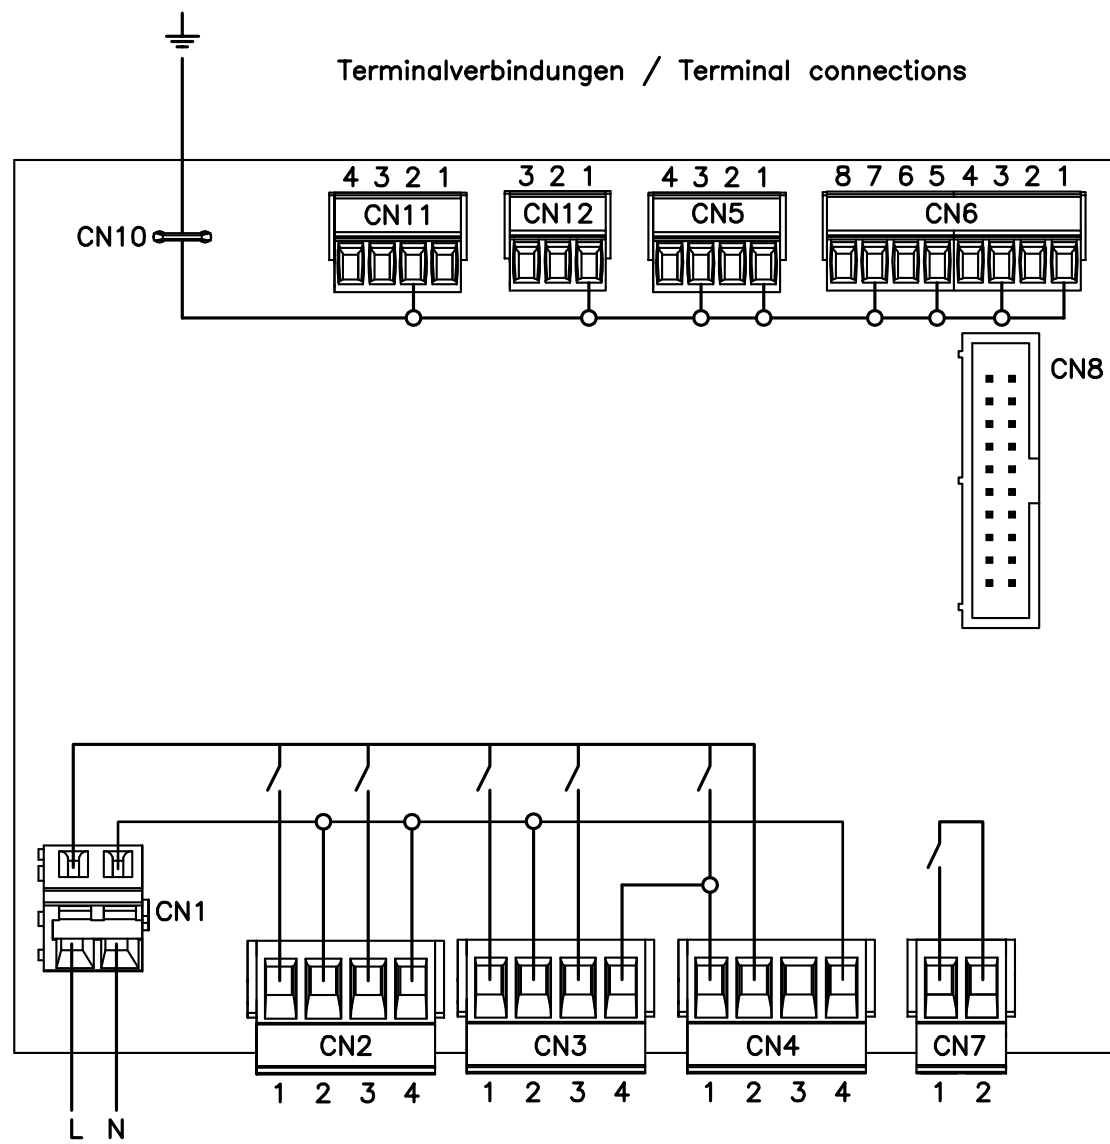 Terminalverbindungen / Terminal connections
4 3 2 1 3 2 1 4 3 2 1 8 7 6 5 4 3 2 1
CN10 CN11 CN12 CN5 CN6
CN8
CN1
CN2 CN3 CN4 CN7
1 2 3 4 1 2 3 4 1 2 3 4 1 2
L N